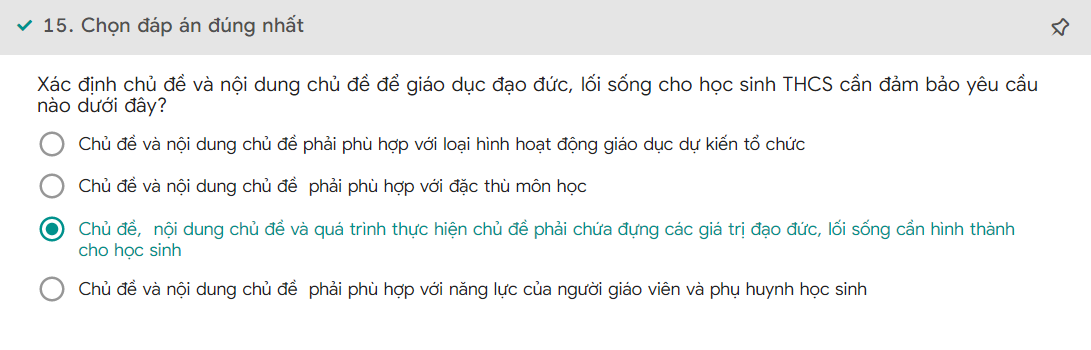 15. Chọn đáp án đúng nhất
Xác định chủ đề và nội dung chủ đề để giáo dục đạo đức, lối sống cho học sinh THCS cần đảm bảo yêu cầu
nào dưới đây?
Chủ đề và nội dung chủ đề phải phù hợp với loại hình hoạt động giáo dục dự kiến tổ chức
Chủ đề và nội dung chủ đề phải phù hợp với đặc thù môn học
Chủ đề, nội dung chủ đề và quá trình thực hiện chủ đề phải chứa đựng các giá trị đạo đức, lối sống cần hình thành
cho học sinh
Chủ đề và nội dung chủ đề phải phù hợp với năng lực của người giáo viên và phụ huynh học sinh